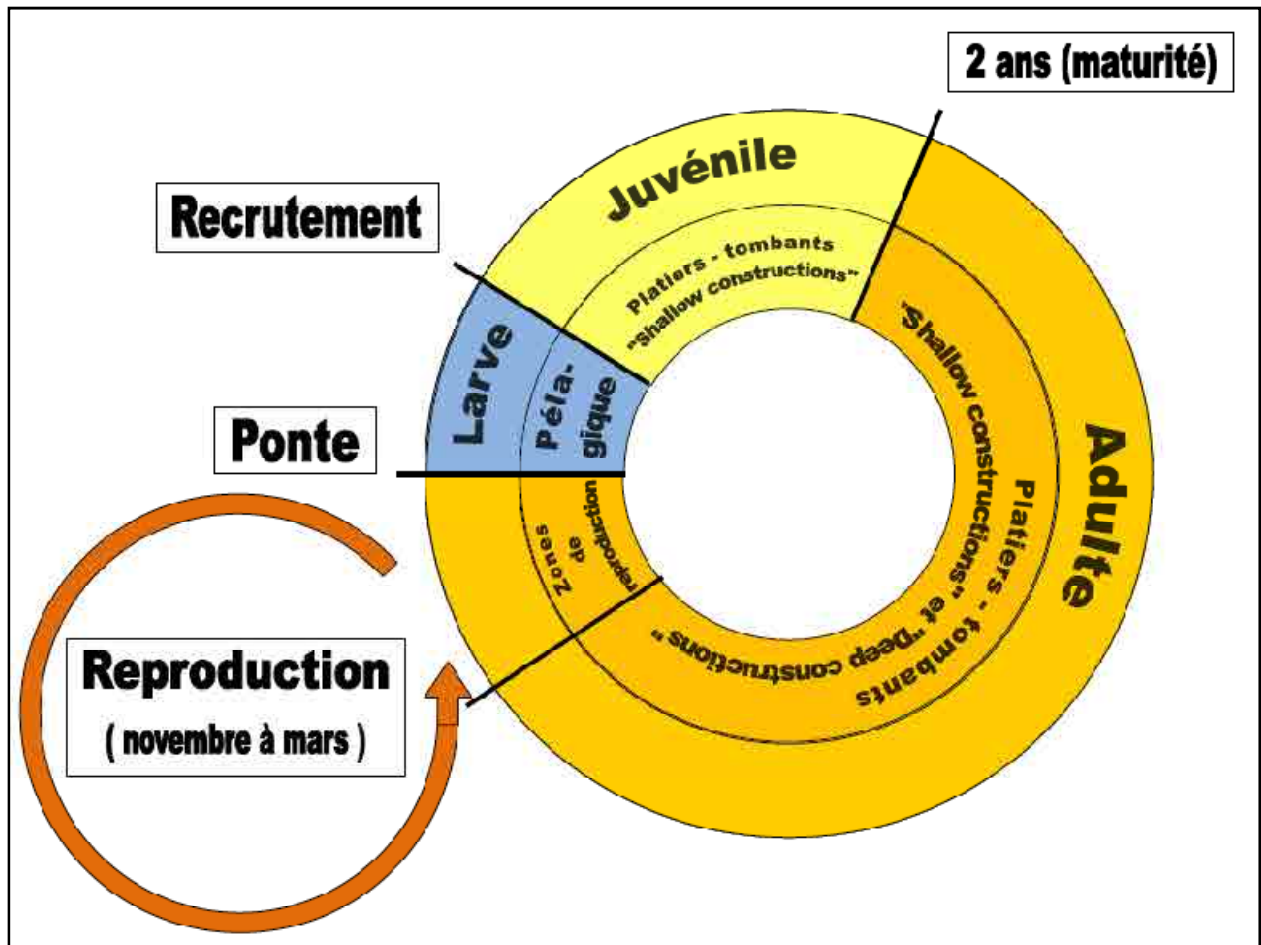 2 ans (maturité)
Juvénile
Recrutement
Platiers - tombants
"Shallow constructions"
Larve
Péla-
gique
Ponte
Adulte
Platiers - tombants
"Shallow constructions" et "Deep constructions"
Zones
de
reproduction
Reproduction
( novembre à mars )